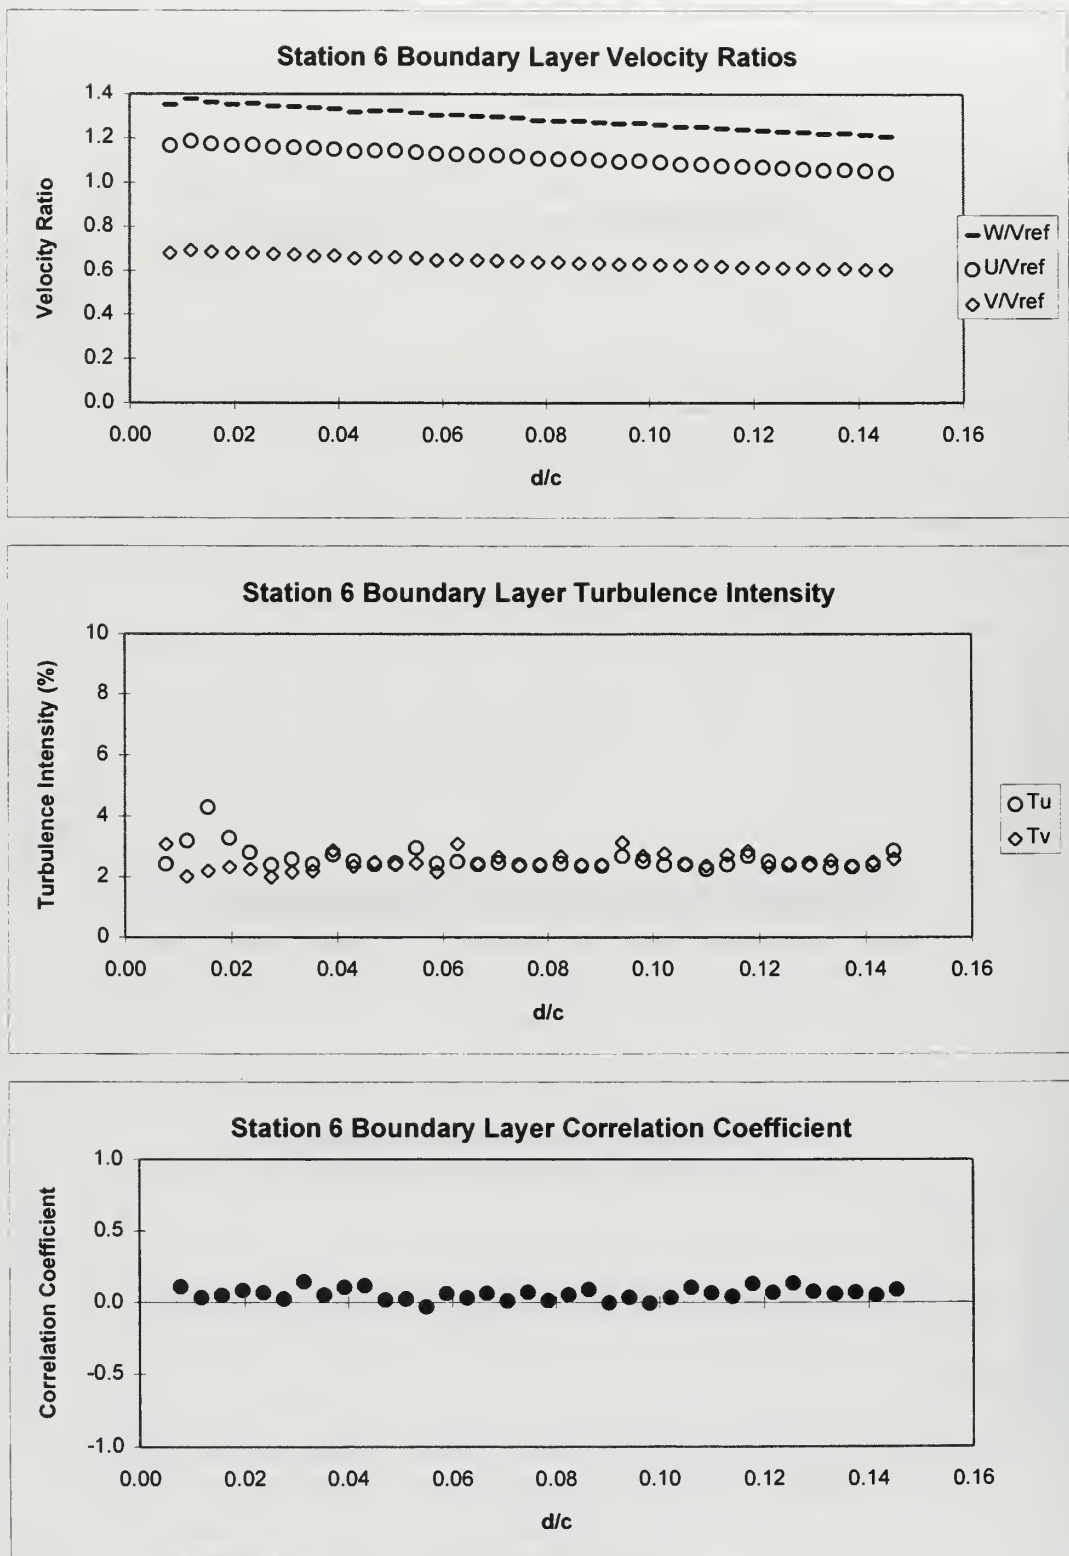 Station 6 Boundary Layer Velocity Ratios
1.4
1.2
1.0
0.8
0.6
0.4
0.2
0.0
Velocity Ratio
0.00 0.02 0.04 0.06 0.08 0.10 0.12 0.14 0.16
d/c
W/Vref
U/Vref
V/Vref
Station 6 Boundary Layer Turbulence Intensity
10
8
6
4
2
0
Turbulence Intensity (%)
0.00 0.02 0.04 0.06 0.08 0.10 0.12 0.14 0.16
d/c
Tu
Tv
Station 6 Boundary Layer Correlation Coefficient
1.0
0.5
0.0
-0.5
-1.0
Correlation Coefficient
0.00 0.02 0.04 0.06 0.08 0.10 0.12 0.14 0.16
d/c